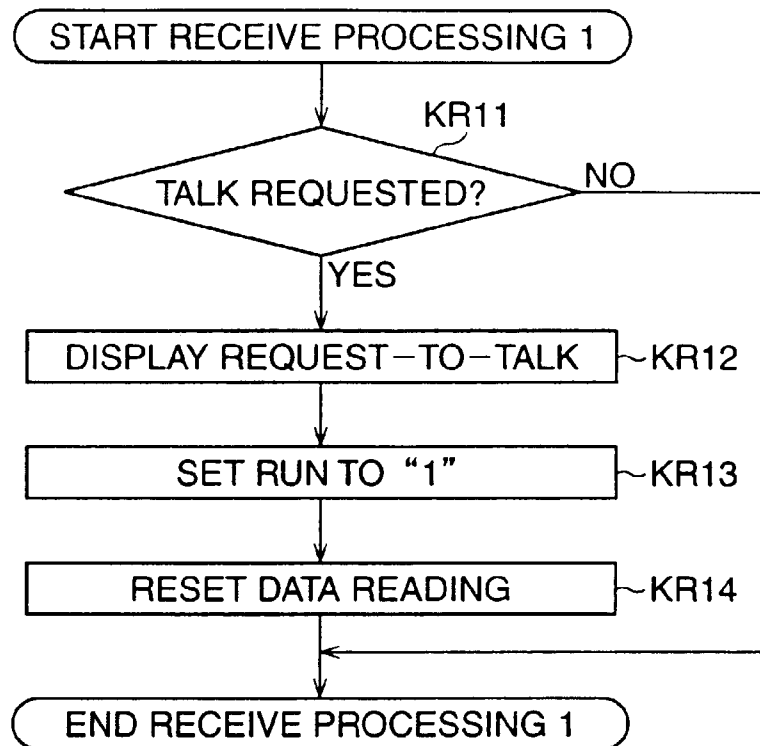 START RECEIVE PROCESSING 1
KR11
TALK REQUESTED?
NO
YES
DISPLAY REQUEST-TO-TALK
KR12
SET RUN TO “1”
KR13
RESET DATA READING
KR14
END RECEIVE PROCESSING 1